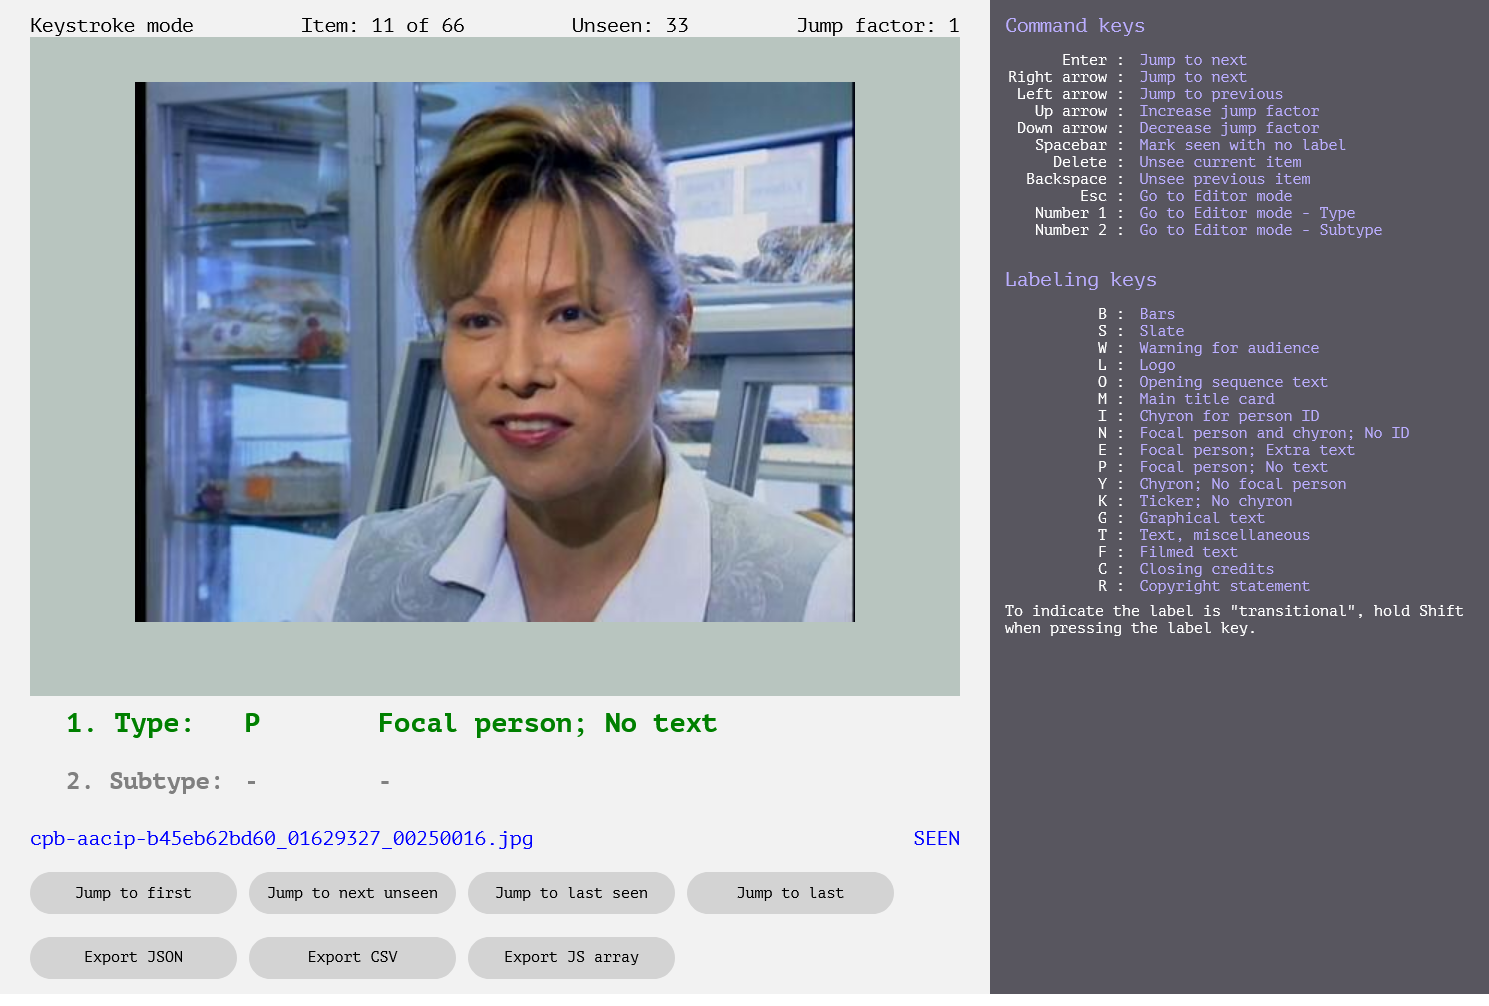 Keystroke mode Item: 11 of 66 Unseen: 33 Jump factor: 1
1. Type: P Focal person; No text
2. Subtype: - -
cpb-aacip-b45eb62bd60_01629327_00250016.jpg SEEN
Jump to first Jump to next unseen Jump to last seen Jump to last
Export JSON Export CSV Export JS array
Command keys
Enter : Jump to next
Right arrow : Jump to next
Left arrow : Jump to previous
Up arrow : Increase jump factor
Down arrow : Decrease jump factor
Spacebar : Mark seen with no label
Delete : Unsee current item
Backspace : Unsee previous item
Esc : Go to Editor mode
Number 1 : Go to Editor mode - Type
Number 2 : Go to Editor mode - Subtype
Labeling keys
B : Bars
S : Slate
W : Warning for audience
L : Logo
O : Opening sequence text
M : Main title card
I : Chyron for person ID
N : Focal person and chyron; No ID
E : Focal person; Extra text
P : Focal person; No text
Y : Chyron; No focal person
K : Ticker; No chyron
G : Graphical text
T : Text, miscellaneous
F : Filmed text
C : Closing credits
R : Copyright statement
To indicate the label is "transitional", hold Shift
when pressing the label key.